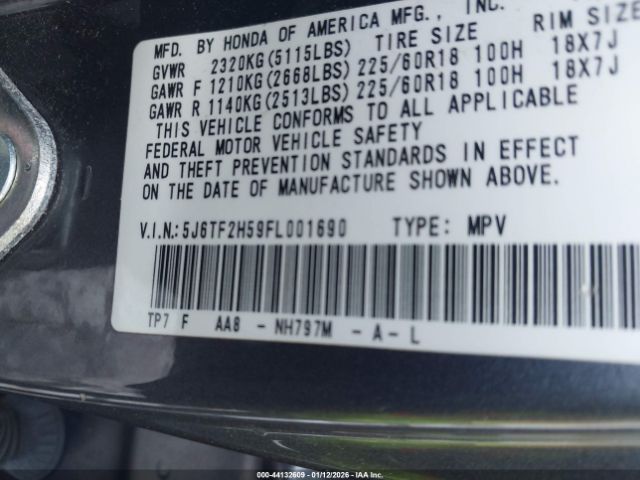 MFD. BY HONDA OF AMERICA MFG., INC.
GVWR 2320KG(5115LBS) TIRE SIZE RIM SIZE
GAWR F 1210KG(2668LBS) 225/60R18 100H 18X7J
GAWR R 1140KG(2513LBS) 225/60R18 100H 18X7J
THIS VEHICLE CONFORMS TO ALL APPLICABLE
FEDERAL MOTOR VEHICLE SAFETY
AND THEFT PREVENTION STANDARDS IN EFFECT
ON THE DATE OF MANUFACTURE SHOWN ABOVE.
V.I.N.: 5J6TF2H59FL001690 TYPE: MPV
TP7 F AA8 - NH797M - A - L
000-44132609 - 01/12/2026 - IAAI.COM